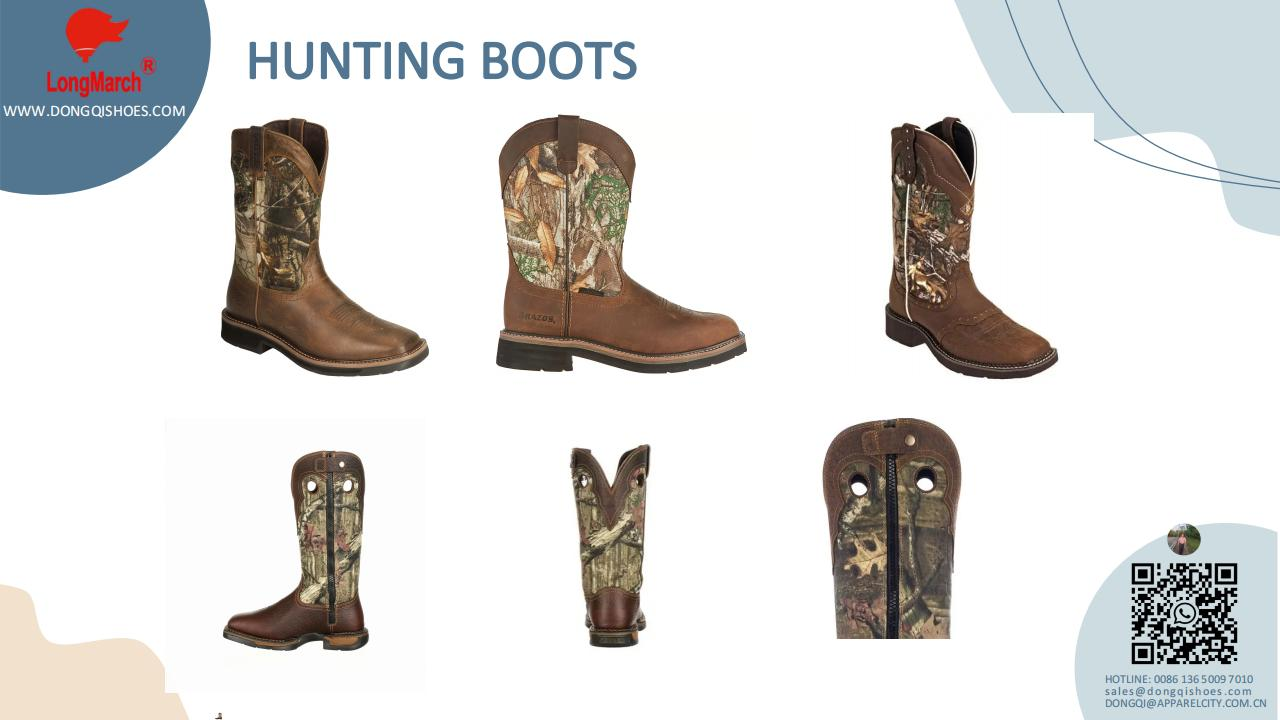 HUNTING BOOTS
LongMarch®
WWW.DONGQISHOES.COM
BRAZOS
HOTLINE: 0086 136 5009 7010
sales@dongqishoes.com
DONGQI@APPARELCITY.COM.CN